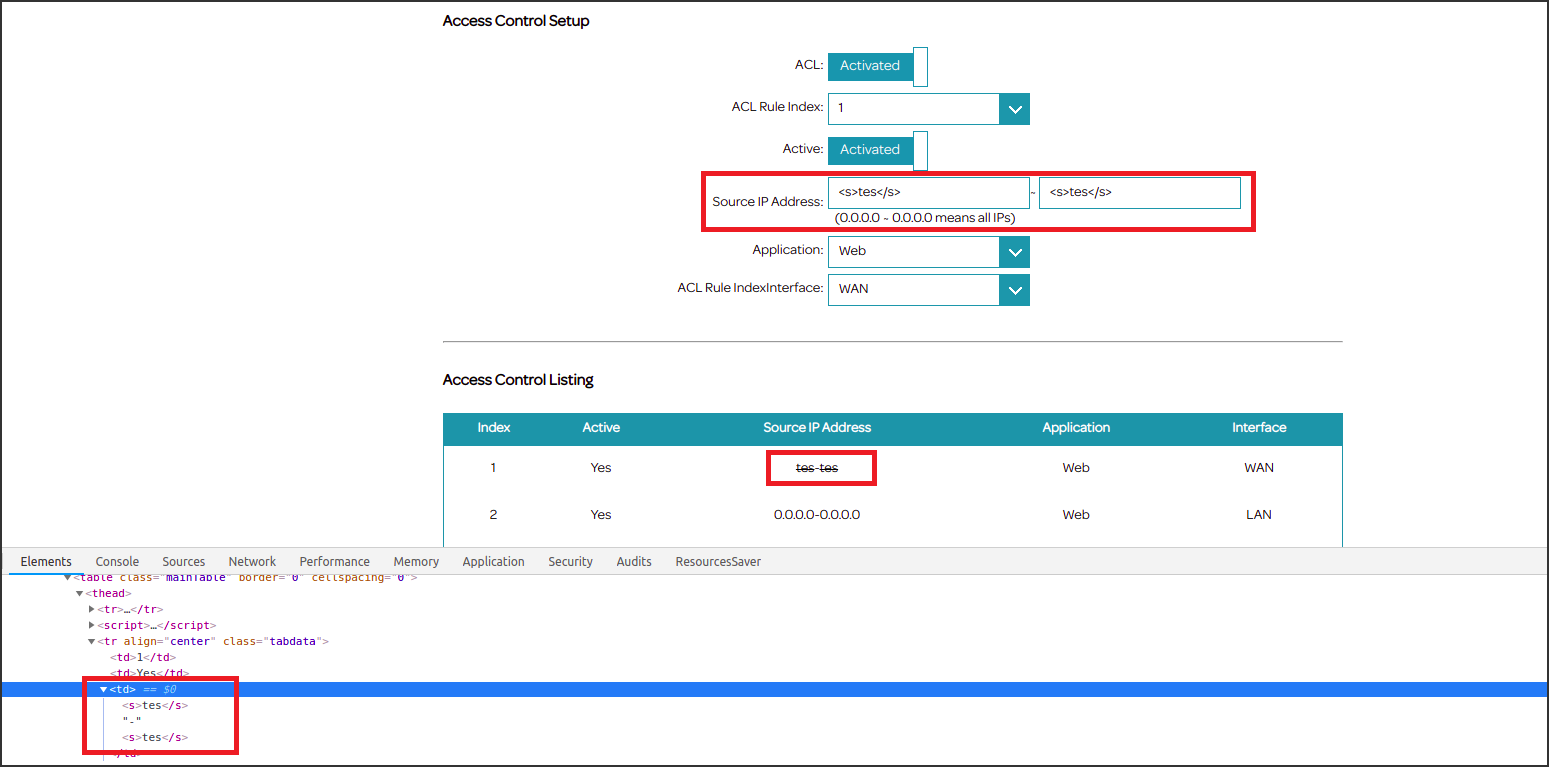 Access Control Setup
ACL: Activated
ACL Rule Index: 1
Active: Activated
Source IP Address: <s>tes</s> ~ <s>tes</s>
(0.0.0.0 ~ 0.0.0.0 means all IPs)
Application: Web
ACL Rule IndexInterface: WAN
Access Control Listing
Index Active Source IP Address Application Interface
1 Yes tes-tes Web WAN
2 Yes 0.0.0.0-0.0.0.0 Web LAN
Elements Console Sources Network Performance Memory Application Security Audits ResourcesSaver
<table class="mainTable" border="0" cellspacing="0">
<thead>
<tr>…</tr>
<script>…</script>
<tr align="center" class="tabdata">
<td>1</td>
<td>Yes</td>
<td> == $0
<s>tes</s>
"-"
<s>tes</s>
</td>